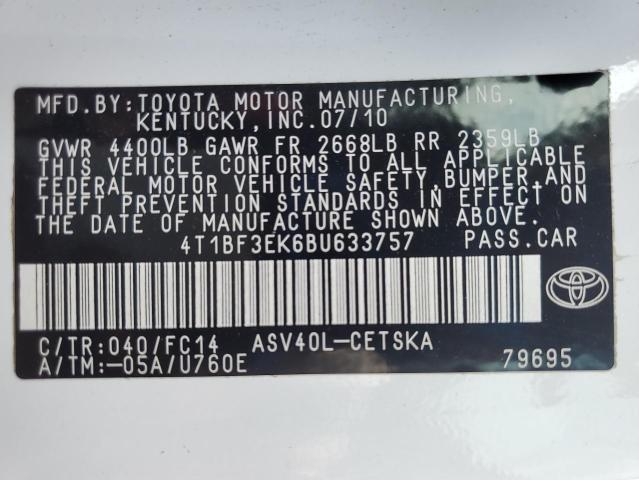 MFD.BY:TOYOTA MOTOR MANUFACTURING,
KENTUCKY,INC.07/10
GVWR 4400LB GAWR FR 2668LB RR 2359LB
THIS VEHICLE CONFORMS TO ALL APPLICABLE
FEDERAL MOTOR VEHICLE SAFETY,BUMPER,AND
THEFT PREVENTION STANDARDS IN EFFECT ON
THE DATE OF MANUFACTURE SHOWN ABOVE.
4T1BF3EK6BU633757 PASS.CAR
C/TR:040/FC14 ASV40L-CETSKA
A/TM:-05A/U760E 79695